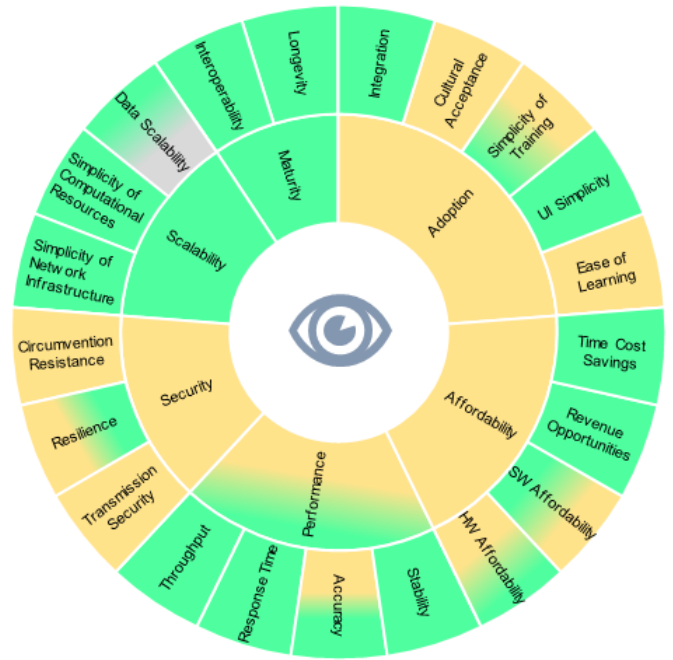 Integration
Cultural
Acceptance
Simplicity of
Training
UI Simplicity
Ease of
Learning
Time Cost
Savings
Revenue
Opportunities
SW Affordability
HW Affordability
Stability
Accuracy
Response Time
Throughput
Transmission
Security
Resilience
Circumvention
Resistance
Simplicity of
Network
Infrastructure
Simplicity of
Computational
Resources
Data Scalability
Interoperability
Longevity
Adoption
Affordability
Performance
Security
Scalability
Maturity